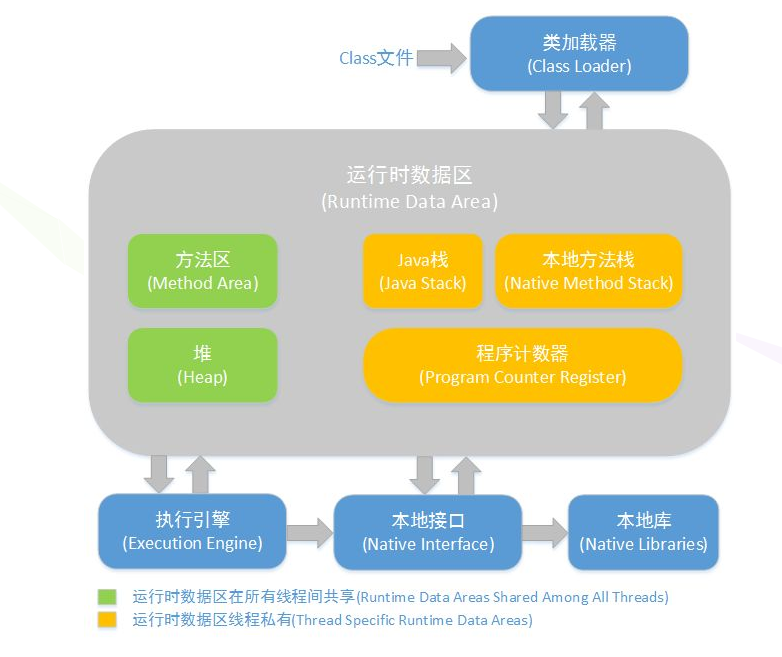 Class文件
类加载器
(Class Loader)
运行时数据区
(Runtime Data Area)
方法区
(Method Area)
Java栈
(Java Stack)
本地方法栈
(Native Method Stack)
堆
(Heap)
程序计数器
(Program Counter Register)
执行引擎
(Execution Engine)
本地接口
(Native Interface)
本地库
(Native Libraries)
运行时数据区在所有线程间共享(Runtime Data Areas Shared Among All Threads)
运行时数据区线程私有(Thread Specific Runtime Data Areas)